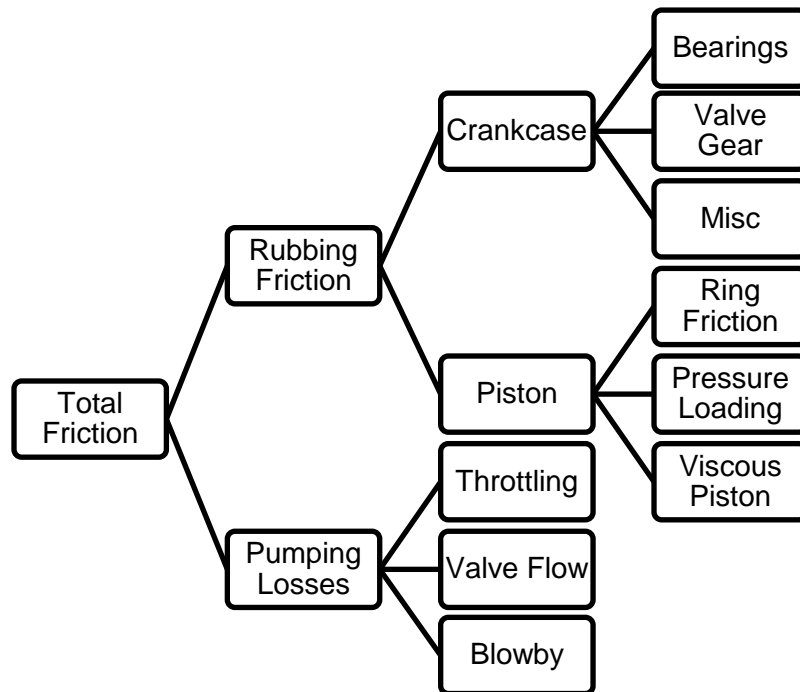 Bearings
Crankcase
Valve
Gear
Misc
Rubbing
Friction
Ring
Friction
Piston
Pressure
Loading
Total
Friction
Viscous
Piston
Throttling
Pumping
Losses
Valve Flow
Blowby